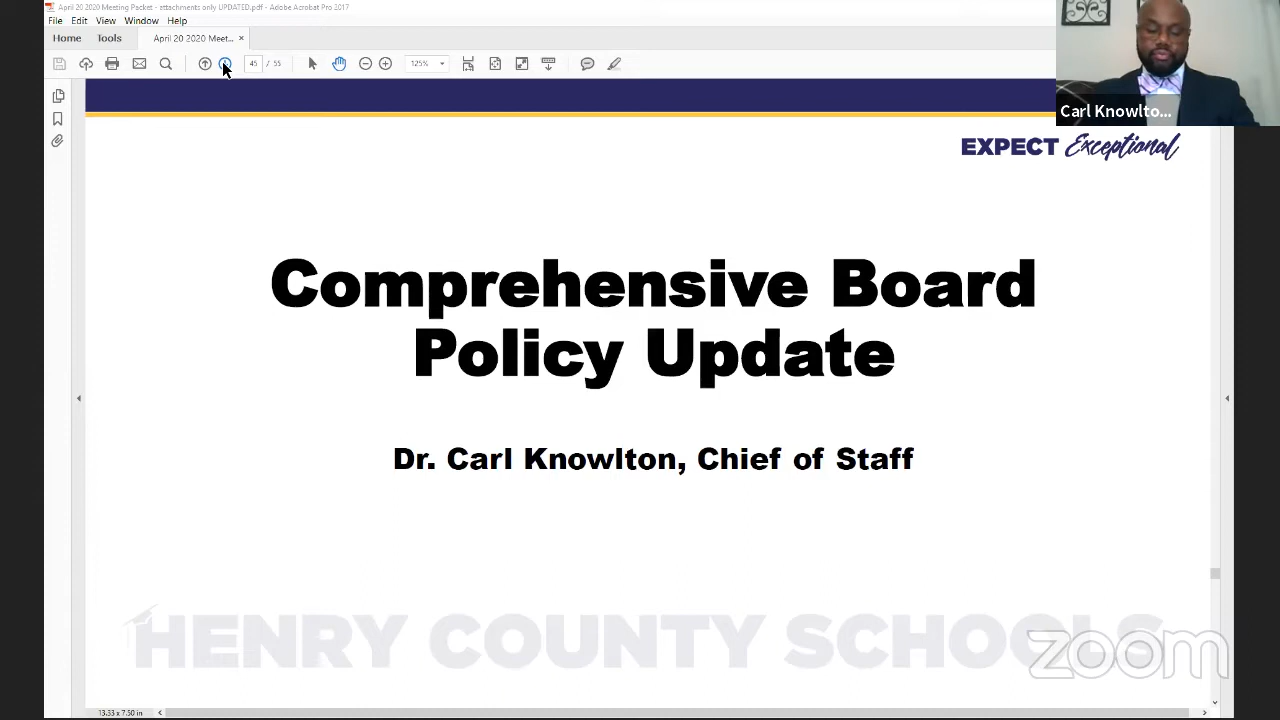 April 20 2020 Meeting Packet - attachments only UPDATED.pdf - Adobe Acrobat Pro 2017
File Edit View Window Help
Home Tools April 20 2020 Meet... ×
45 / 55 125%
Carl Knowlto...
EXPECT Exceptional
Comprehensive Board
Policy Update
Dr. Carl Knowlton, Chief of Staff
HENRY COUNTY SCHOOLS
zoom
13.33 x 7.50 in